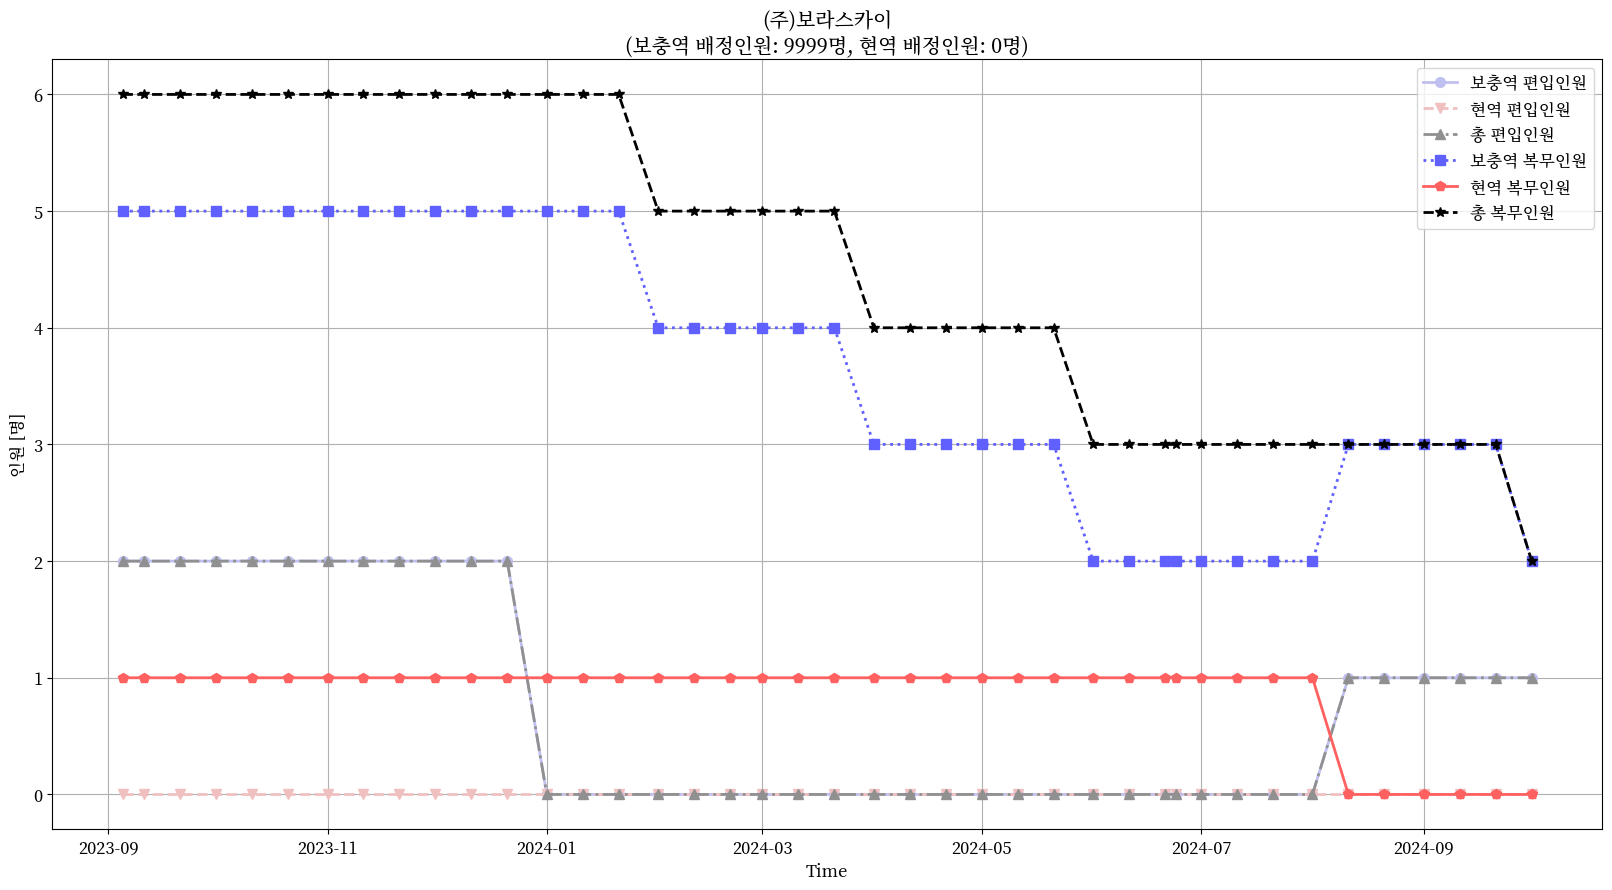 (주)보라스카이
(보충역 배정인원: 9999명, 현역 배정인원: 0명)
보충역 편입인원
현역 편입인원
총 편입인원
보충역 복무인원
현역 복무인원
총 복무인원
인원 [명]
6
5
4
3
2
1
0
2023-09
2023-11
2024-01
2024-03
2024-05
2024-07
2024-09
Time